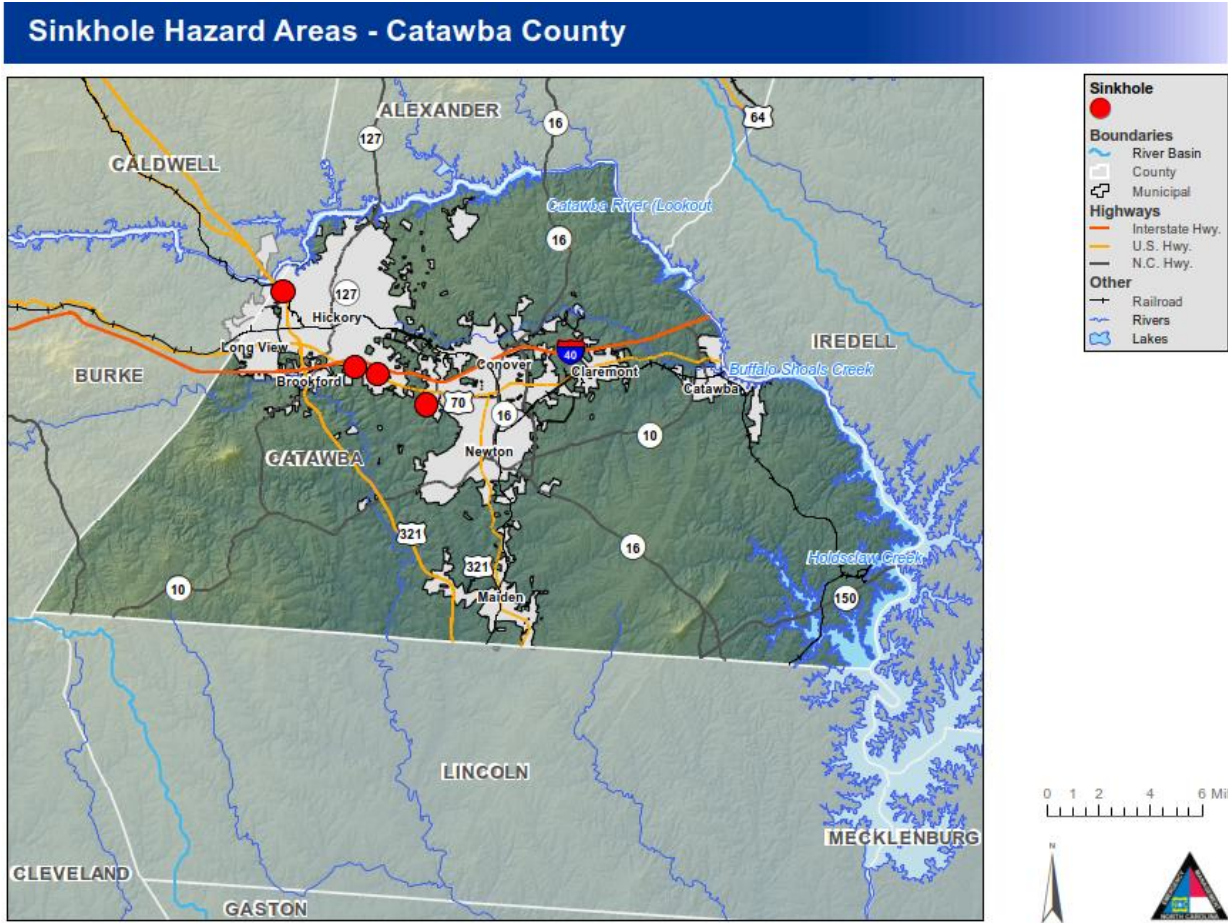 Sinkhole Hazard Areas - Catawba County
ALEXANDER
16
64
127
CALDWELL
Catawba River (Lookout
16
127
Hickory
IREDELL
Long View
40
Conover
Buffalo Shoals Creek
BURKE
Brookford
Claremont
Catawba
70
16
10
Newton
CATAWBA
321
16
Holdsclaw Creek
321
10
Maiden
150
LINCOLN
MECKLENBURG
CLEVELAND
GASTON
Sinkhole
Boundaries
River Basin
County
Municipal
Highways
Interstate Hwy.
U.S. Hwy.
N.C. Hwy.
Other
Railroad
Rivers
Lakes
0 1 2 4 6 Mil
N
NORTH CAROLINA